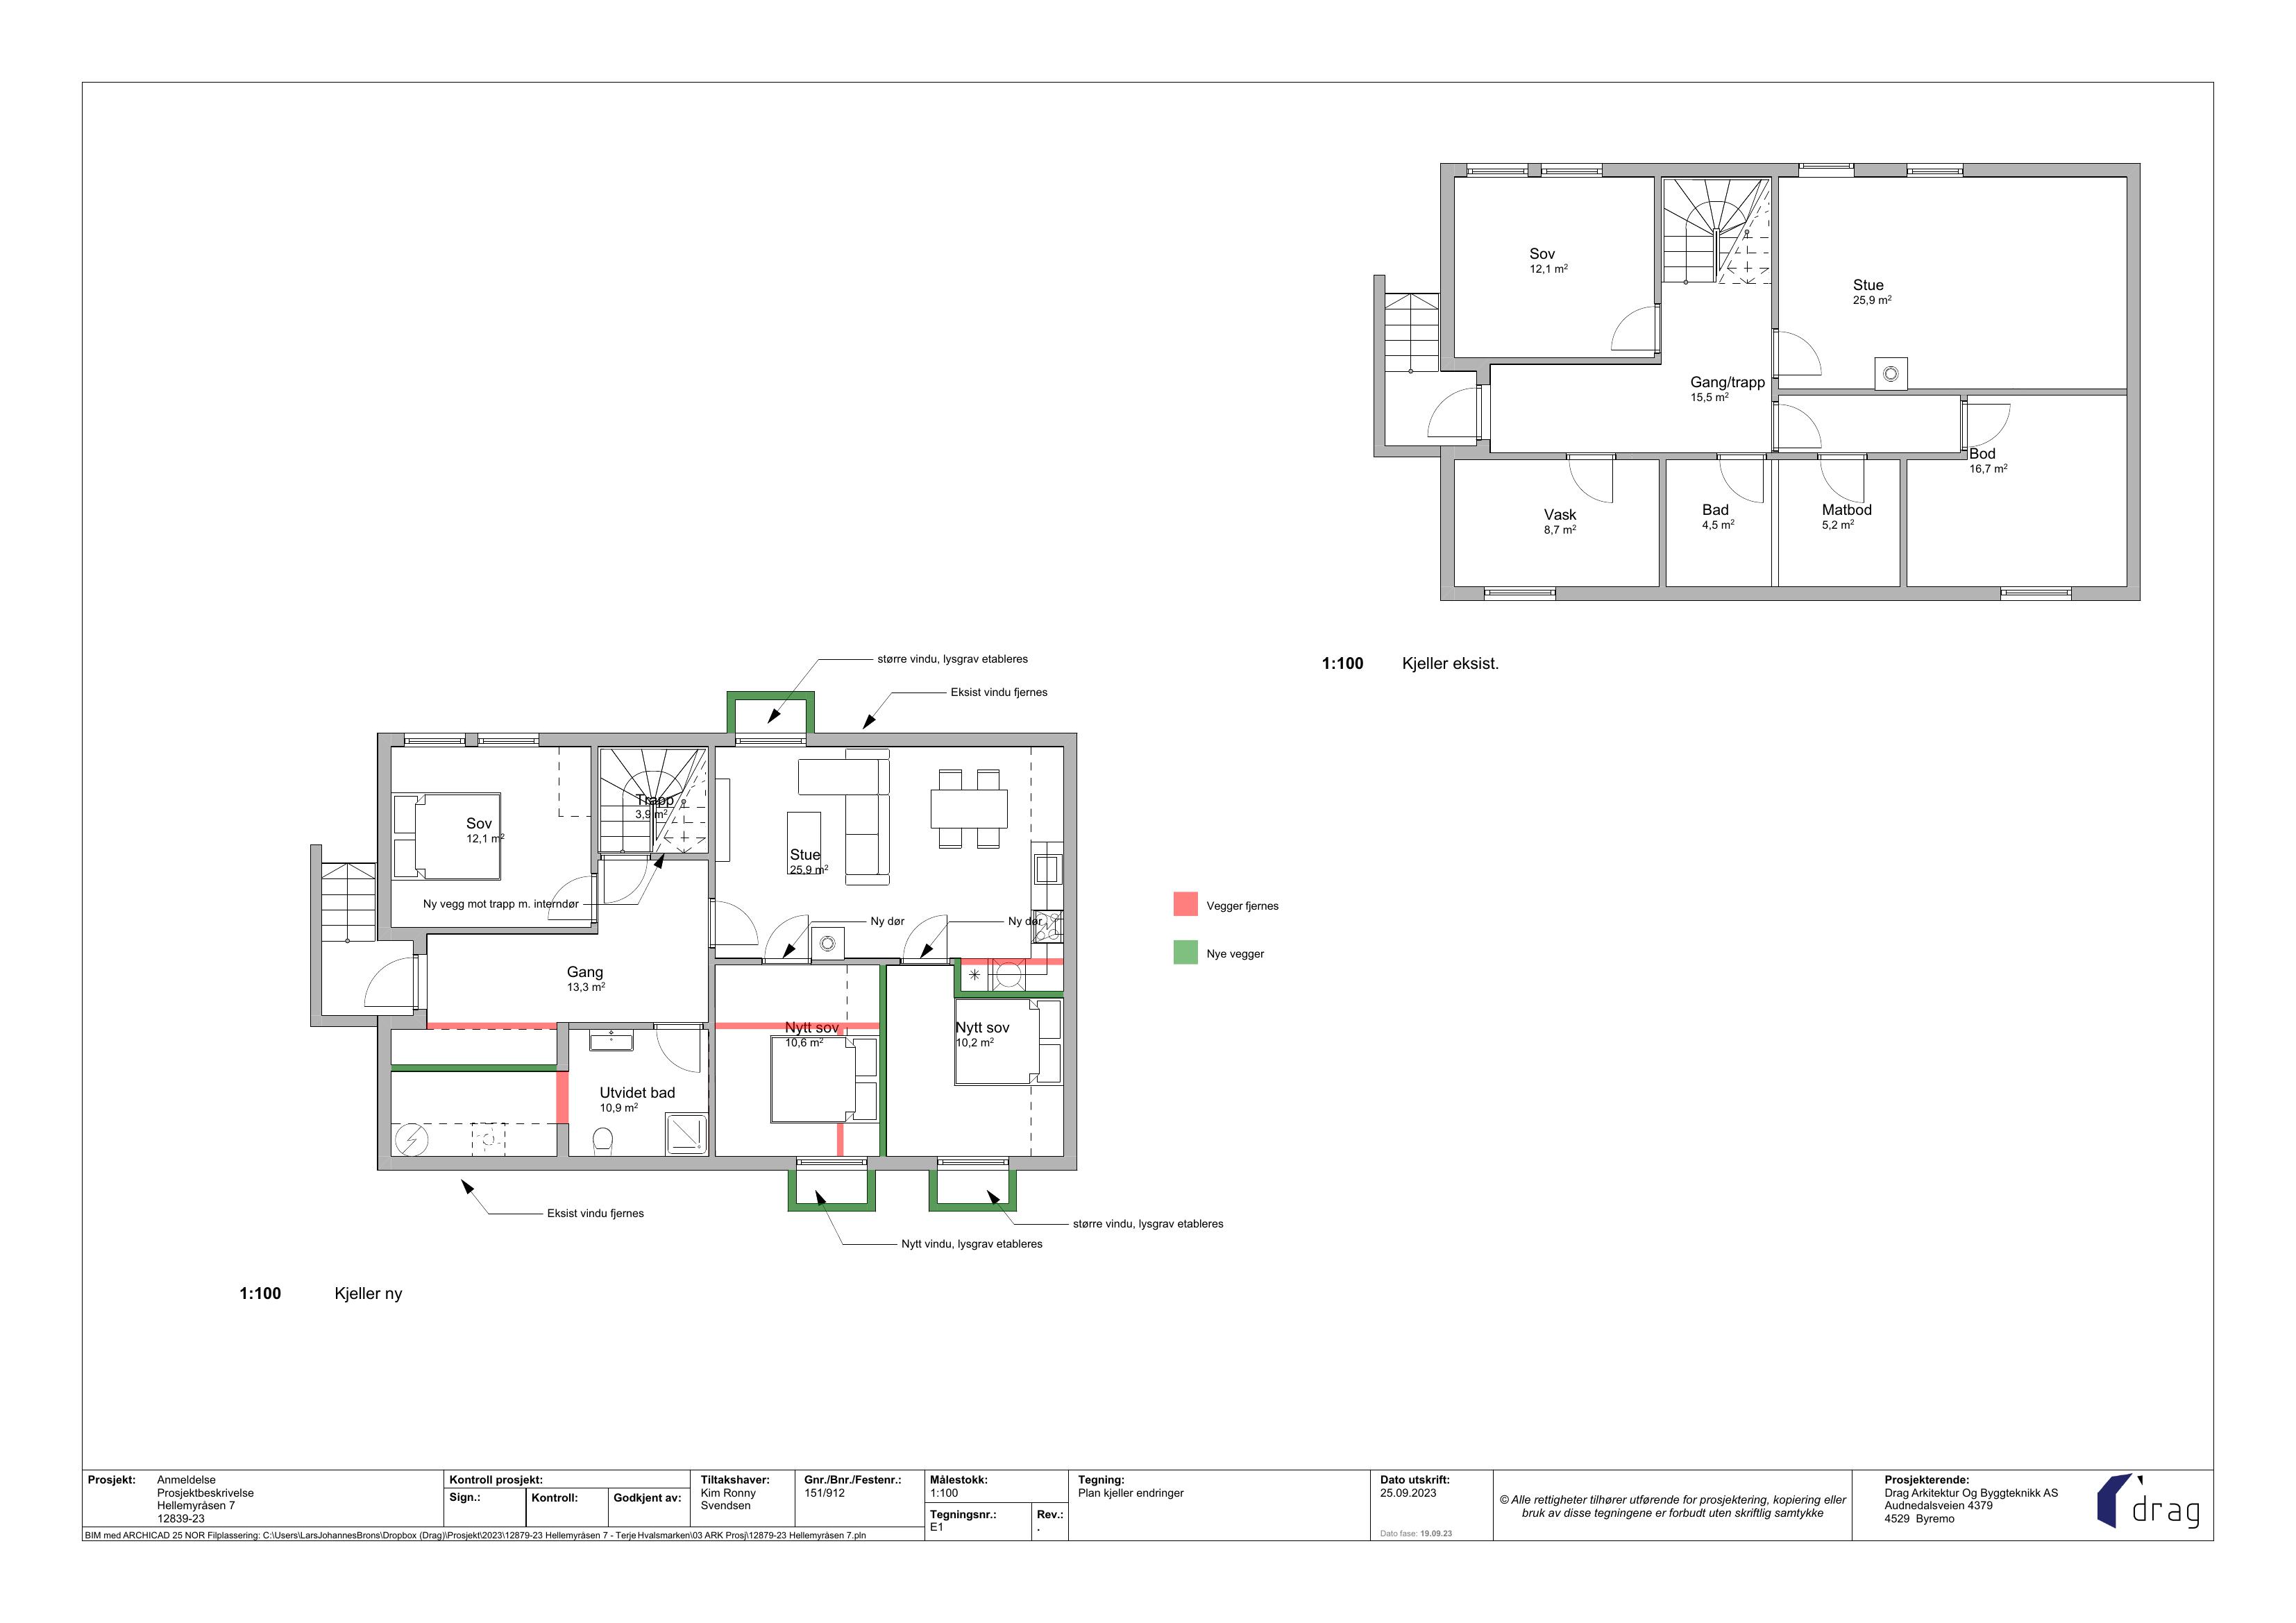 Sov
12,1 m²
Stue
25,9 m²
Gang/trapp
15,5 m²
Bod
16,7 m²
Vask
8,7 m²
Bad
4,5 m²
Matbod
5,2 m²
1:100 Kjeller eksist.
større vindu, lysgrav etableres
Eksist vindu fjernes
Trapp
3,9 m²
Sov
12,1 m²
Stue
25,9 m²
Ny vegg mot trapp m. interndør
Ny dør
Ny dør
Vegger fjernes
Nye vegger
Gang
13,3 m²
Nytt sov
10,6 m²
Nytt sov
10,2 m²
Utvidet bad
10,9 m²
Eksist vindu fjernes
større vindu, lysgrav etableres
Nytt vindu, lysgrav etableres
1:100 Kjeller ny
Prosjekt: Anmeldelse
Prosjektbeskrivelse
Hellemyråsen 7
12839-23
Kontroll prosjekt:
Sign.: Kontroll: Godkjent av:
Tiltakshaver:
Kim Ronny
Svendsen
Gnr./Bnr./Festenr.:
151/912
Målestokk:
1:100
Tegningsnr.:
E1
Rev.:
.
Tegning:
Plan kjeller endringer
Dato utskrift:
25.09.2023
Dato fase: 19.09.23
© Alle rettigheter tilhører utførende for prosjektering, kopiering eller
bruk av disse tegningene er forbudt uten skriftlig samtykke
Prosjekterende:
Drag Arkitektur Og Byggteknikk AS
Audnedalsveien 4379
4529 Byremo
drag
BIM med ARCHICAD 25 NOR Filplassering: C:\Users\LarsJohannesBrons\Dropbox (Drag)\Prosjekt\2023\12879-23 Hellemyråsen 7 - Terje Hvalsmarken\03 ARK Prosj\12879-23 Hellemyråsen 7.pln